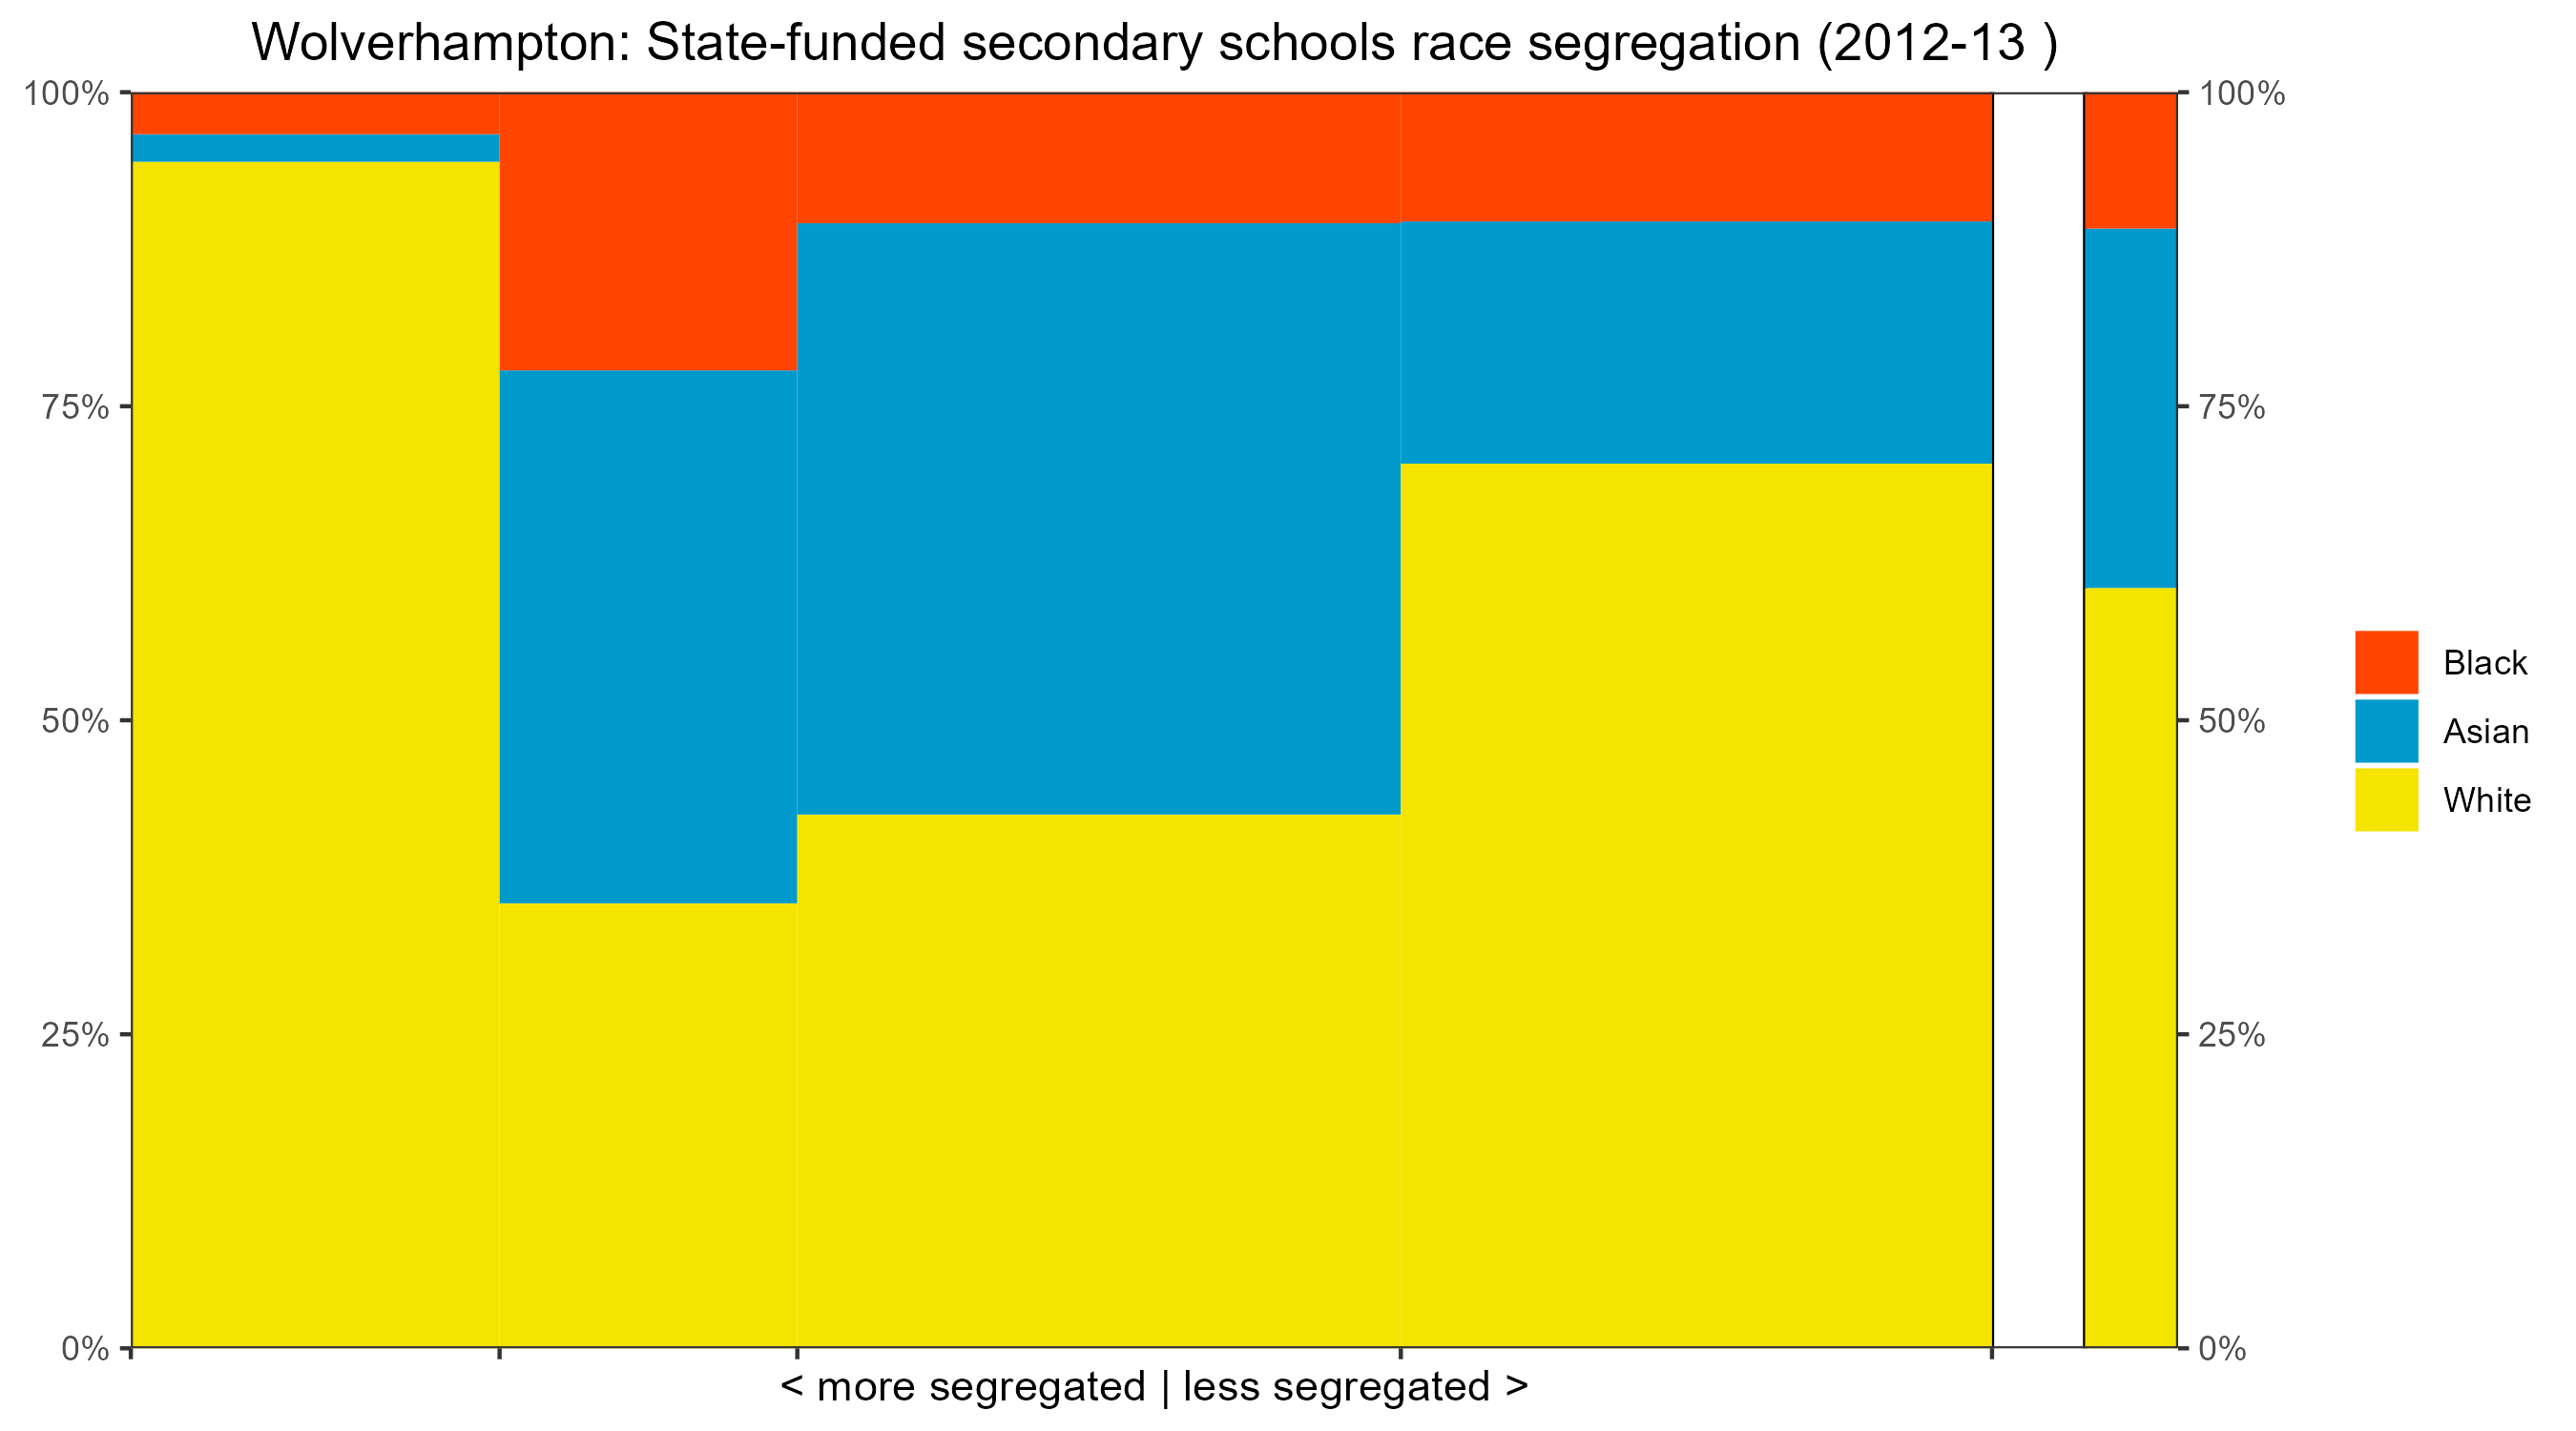 Wolverhampton: State-funded secondary schools race segregation (2012-13 )
100%
75%
50%
25%
0%
100%
75%
50%
25%
0%
Black
Asian
White
< more segregated | less segregated >